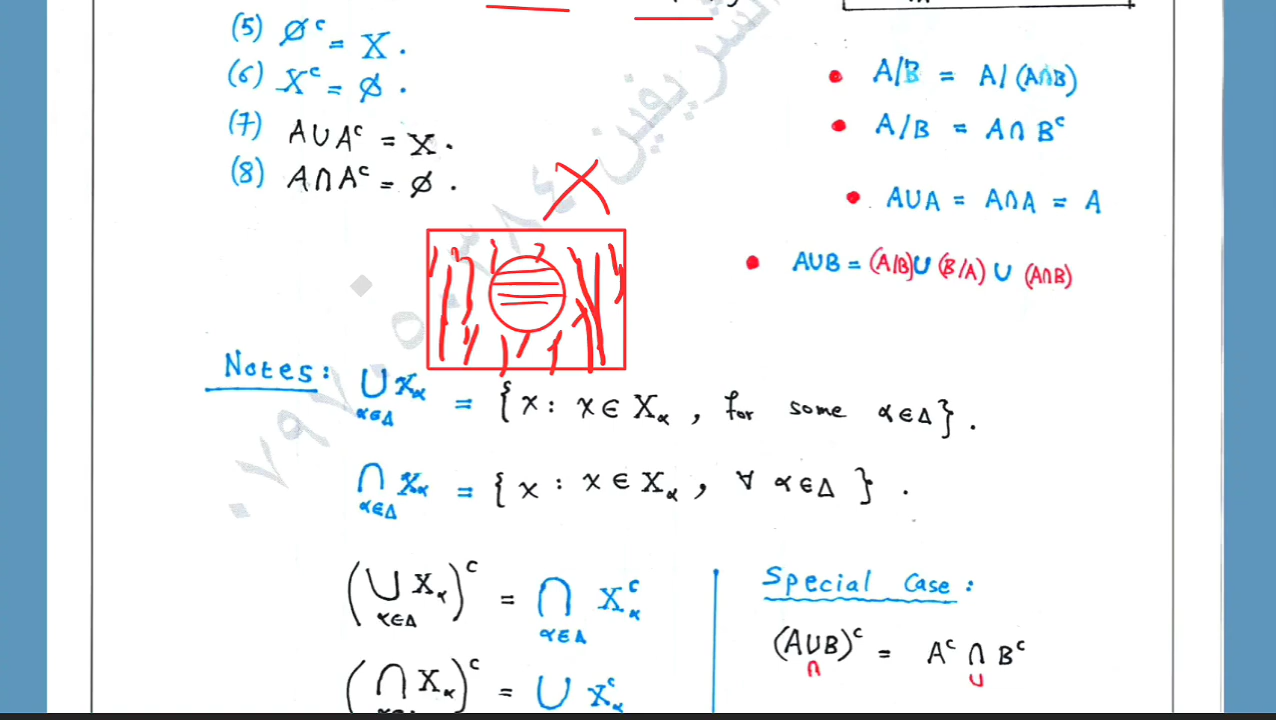 (5) ∅ᶜ = X .
(6) Xᶜ = ∅ .
(7) A∪Aᶜ = X .
(8) A∩Aᶜ = ∅ .
X
• A/B = A/(A∩B)
• A/B = A∩Bᶜ
• A∪A = A∩A = A
• A∪B = (A/B)∪(B/A) ∪ (A∩B)
Notes: ∪_{α∈Δ} X_α = {x : x∈X_α , for some α∈Δ} .
∩_{α∈Δ} X_α = {x : x∈X_α , ∀ α∈Δ} .
(∪_{α∈Δ} X_α)ᶜ = ∩_{α∈Δ} X_αᶜ
(∩ X_α)ᶜ = ∪ X_αᶜ
Special Case :
(A∪B)ᶜ = Aᶜ ∩ Bᶜ
∩ ∪